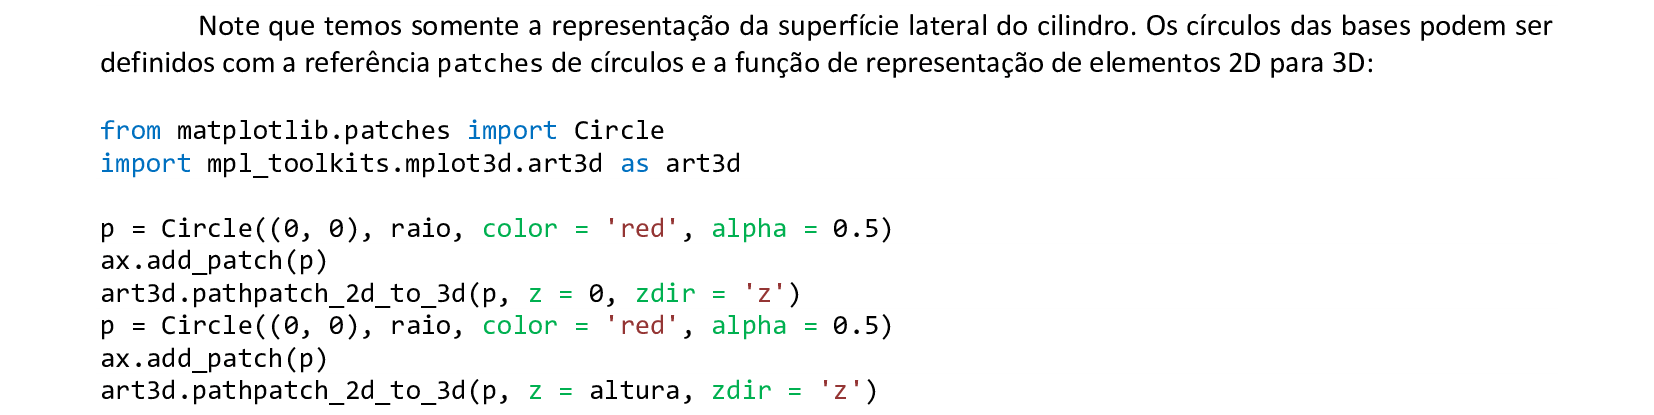 Note que temos somente a representação da superfície lateral do cilindro. Os círculos das bases podem ser
definidos com a referência patches de círculos e a função de representação de elementos 2D para 3D:
from matplotlib.patches import Circle
import mpl_toolkits.mplot3d.art3d as art3d
p = Circle((0, 0), raio, color = 'red', alpha = 0.5)
ax.add_patch(p)
art3d.pathpatch_2d_to_3d(p, z = 0, zdir = 'z')
p = Circle((0, 0), raio, color = 'red', alpha = 0.5)
ax.add_patch(p)
art3d.pathpatch_2d_to_3d(p, z = altura, zdir = 'z')